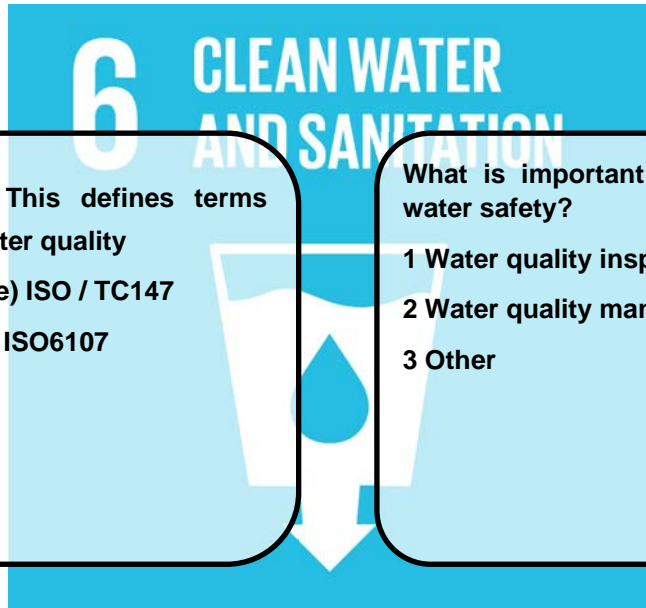 6
CLEAN WATER
AND SANITATION
This defines terms
ter quality
e) ISO / TC147
ISO6107
What is important
water safety?
1 Water quality insp
2 Water quality mar
3 Other